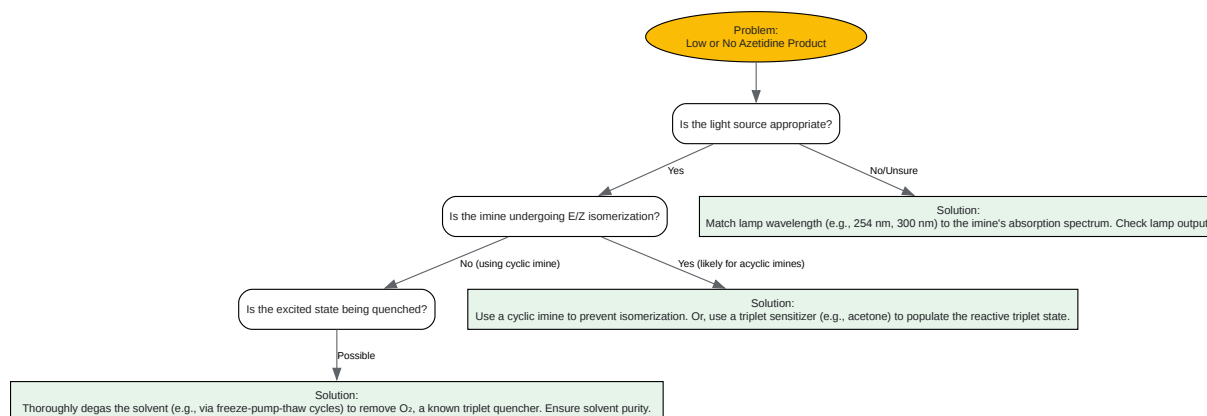 Problem:
Low or No Azetidine Product
Is the light source appropriate?
Yes
No/Unsure
Is the imine undergoing E/Z isomerization?
Solution:
Match lamp wavelength (e.g., 254 nm, 300 nm) to the imine's absorption spectrum. Check lamp output
No (using cyclic imine)
Yes (likely for acyclic imines)
Is the excited state being quenched?
Solution:
Use a cyclic imine to prevent isomerization. Or, use a triplet sensitizer (e.g., acetone) to populate the reactive triplet state.
Possible
Solution:
Thoroughly degas the solvent (e.g., via freeze-pump-thaw cycles) to remove O₂, a known triplet quencher. Ensure solvent purity.